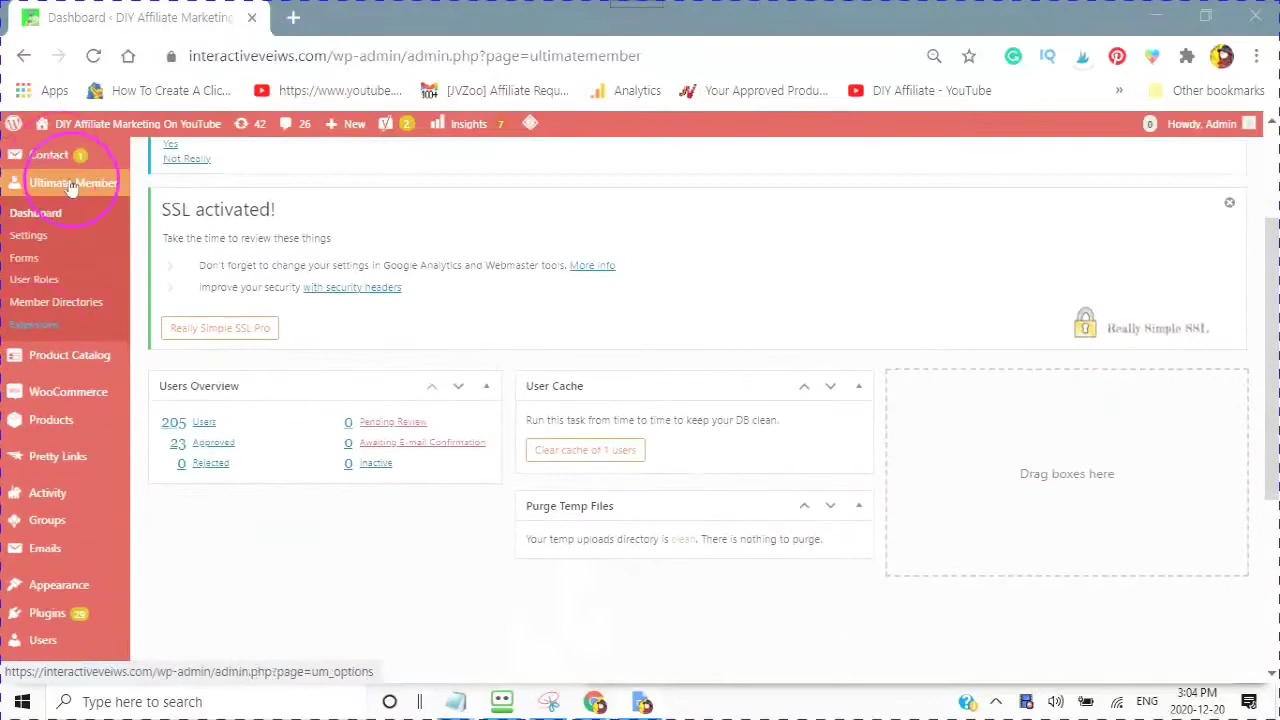 Dashboard ‹ DIY Affiliate Marketing
interactiveveiws.com/wp-admin/admin.php?page=ultimatemember
Apps
How To Create A Clic...
https://www.youtube....
[JVZoo] Affiliate Requ...
Analytics
Your Approved Produ...
DIY Affiliate - YouTube
»
Other bookmarks
DIY Affiliate Marketing On YouTube
42
26
New
2
Insights 7
0
Howdy, Admin
Contact 1
Ultimate Member
Dashboard
Settings
Forms
User Roles
Member Directories
Extensions
Product Catalog
WooCommerce
Products
Pretty Links
Activity
Groups
Emails
Appearance
Plugins 29
Users
Yes
Not Really
SSL activated!
Take the time to review these things
Don't forget to change your settings in Google Analytics and Webmaster tools. More info
Improve your security with security headers
Really Simple SSL Pro
Really Simple SSL
Users Overview
205 Users
23 Approved
0 Rejected
0 Pending Review
0 Awaiting E-mail Confirmation
0 Inactive
User Cache
Run this task from time to time to keep your DB clean.
Clear cache of 1 users
Purge Temp Files
Your temp uploads directory is clean. There is nothing to purge.
Drag boxes here
https://interactiveveiws.com/wp-admin/admin.php?page=um_options
Type here to search
ENG
3:04 PM
2020-12-20